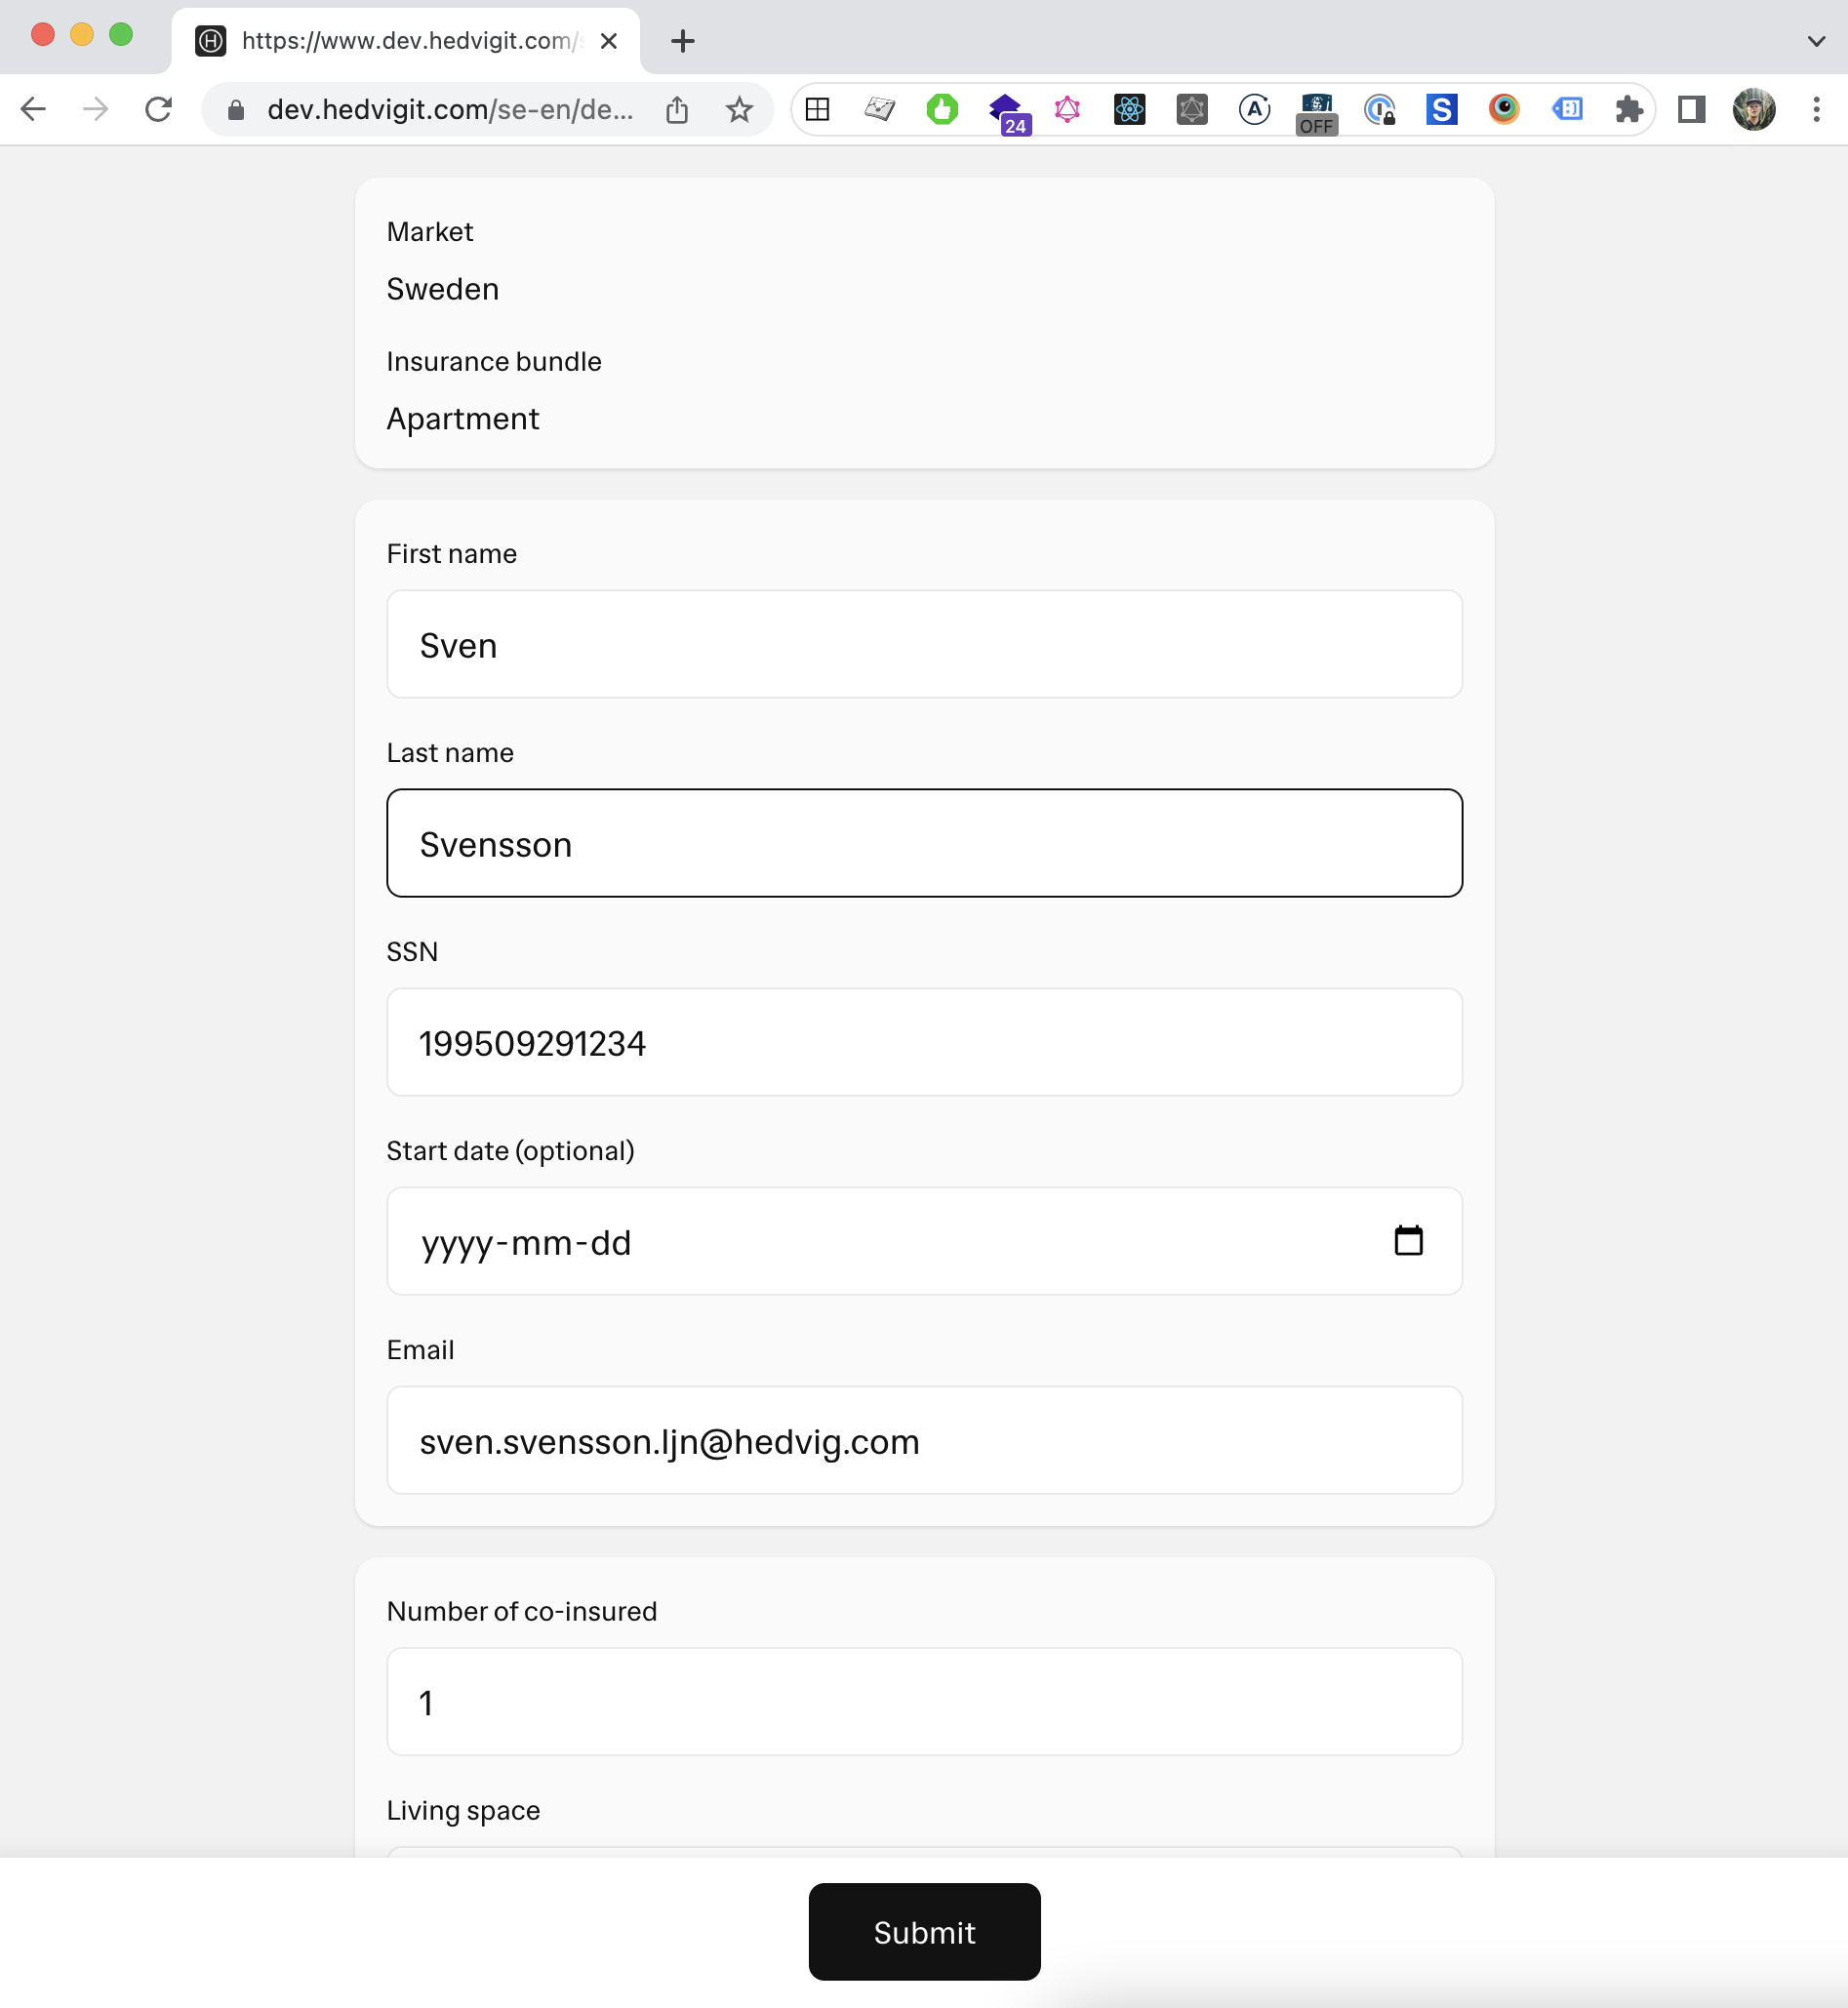 https://www.dev.hedvigit.com/
dev.hedvigit.com/se-en/de...
24
A
OFF
S
Market
Sweden
Insurance bundle
Apartment
First name
Sven
Last name
Svensson
SSN
199509291234
Start date (optional)
yyyy-mm-dd
Email
sven.svensson.ljn@hedvig.com
Number of co-insured
1
Living space
Submit